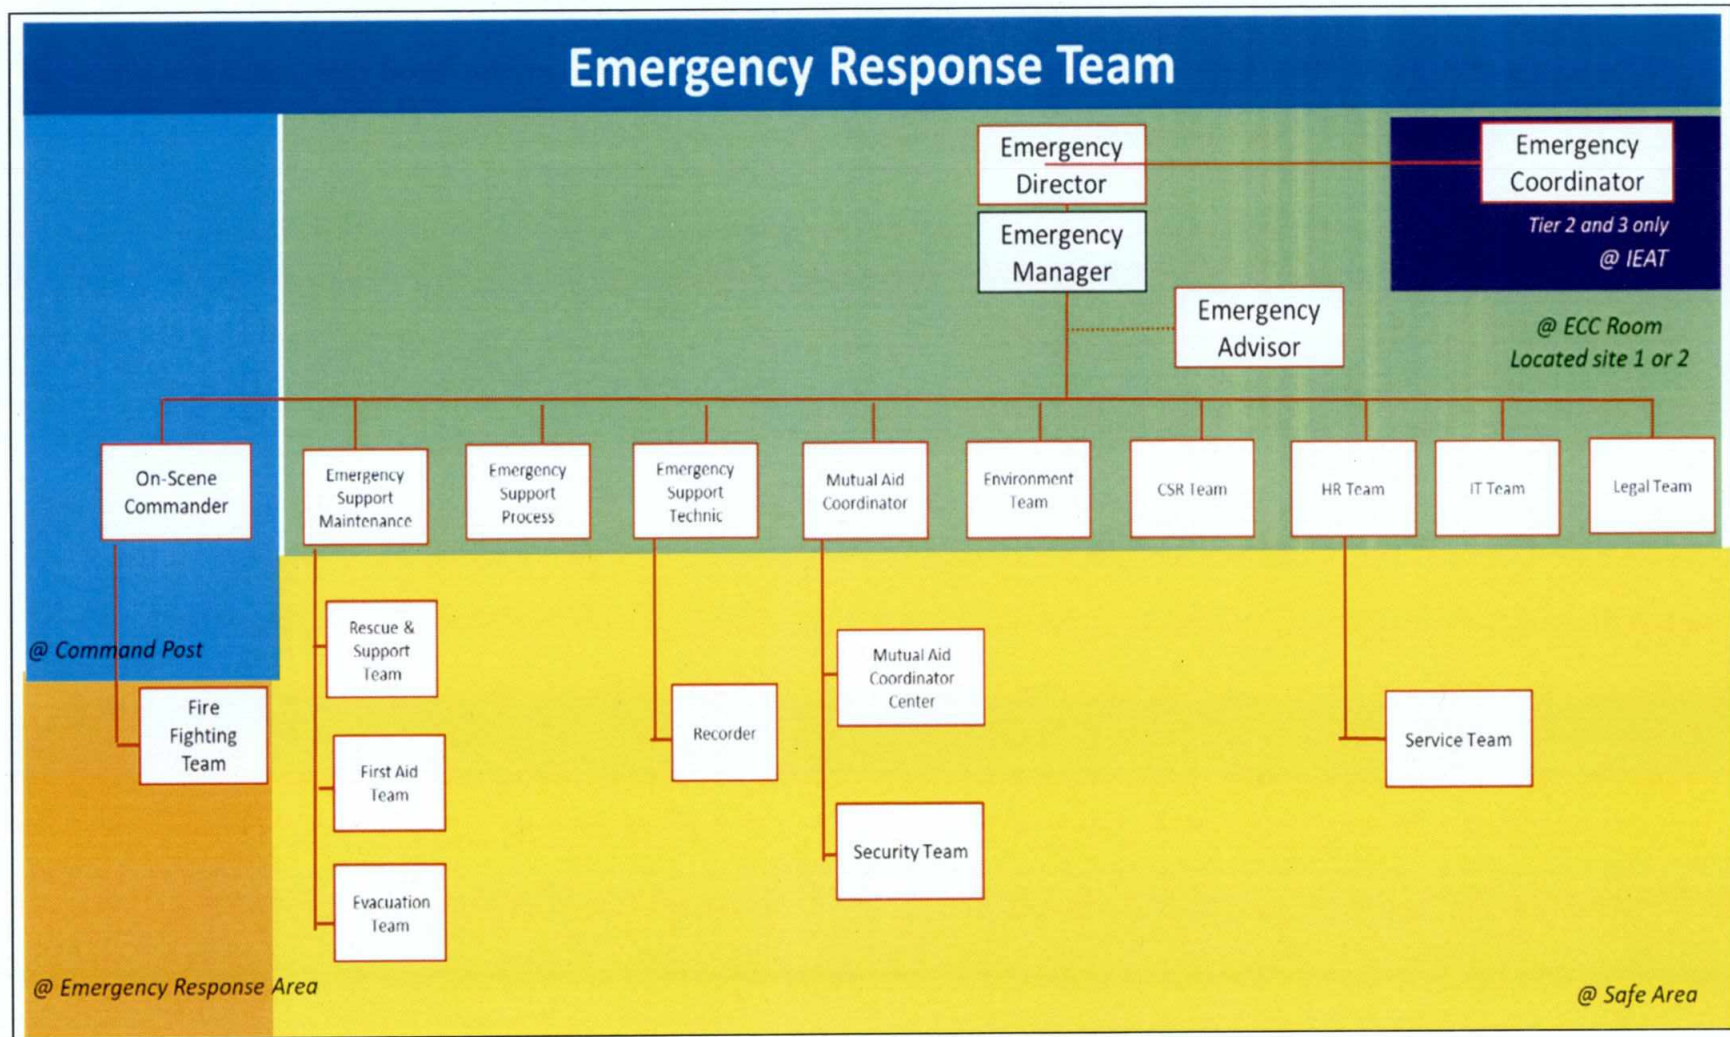 Emergency Response Team
Emergency
Director
Emergency
Coordinator
Tier 2 and 3 only
@ IEAT
Emergency
Manager
Emergency
Advisor
@ ECC Room
Located site 1 or 2
On-Scene
Commander
Emergency
Support
Maintenance
Emergency
Support
Process
Emergency
Support
Technic
Mutual Aid
Coordinator
Environment
Team
CSR Team
HR Team
IT Team
Legal Team
@ Command Post
Fire
Fighting
Team
Rescue &
Support
Team
First Aid
Team
Evacuation
Team
Recorder
Mutual Aid
Coordinator
Center
Security Team
Service Team
@ Emergency Response Area
@ Safe Area